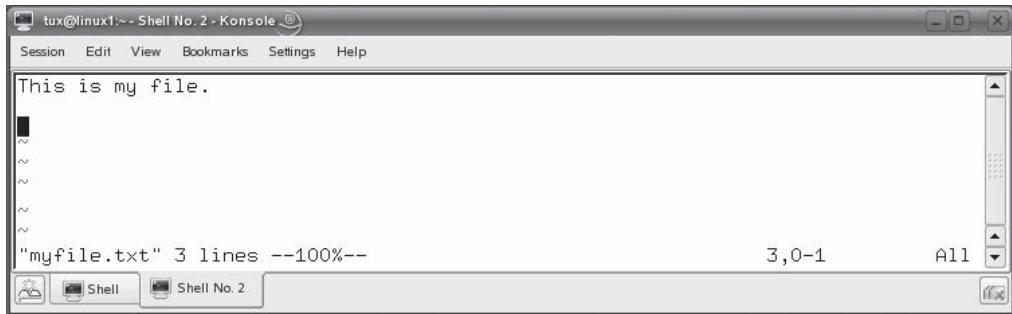 tux@linux1:~ - Shell No. 2 - Konsole
Session Edit View Bookmarks Settings Help
This is my file.
~
~
~
~
~
"myfile.txt" 3 lines --100%-- 3,0-1 All
Shell Shell No. 2